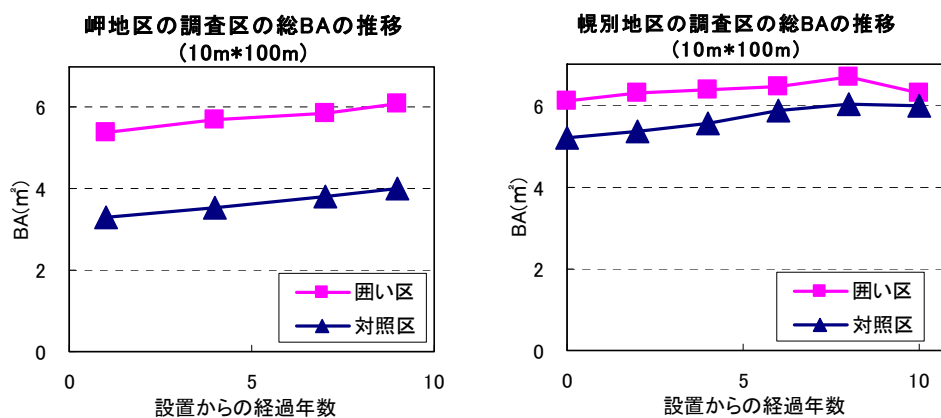 岬地区の調査区の総BAの推移
(10m*100m)
6
4
2
0
BA(㎡)
0
5
10
設置からの経過年数
囲い区
対照区
幌別地区の調査区の総BAの推移
(10m*100m)
6
4
2
0
BA(㎡)
0
5
10
設置からの経過年数
囲い区
対照区